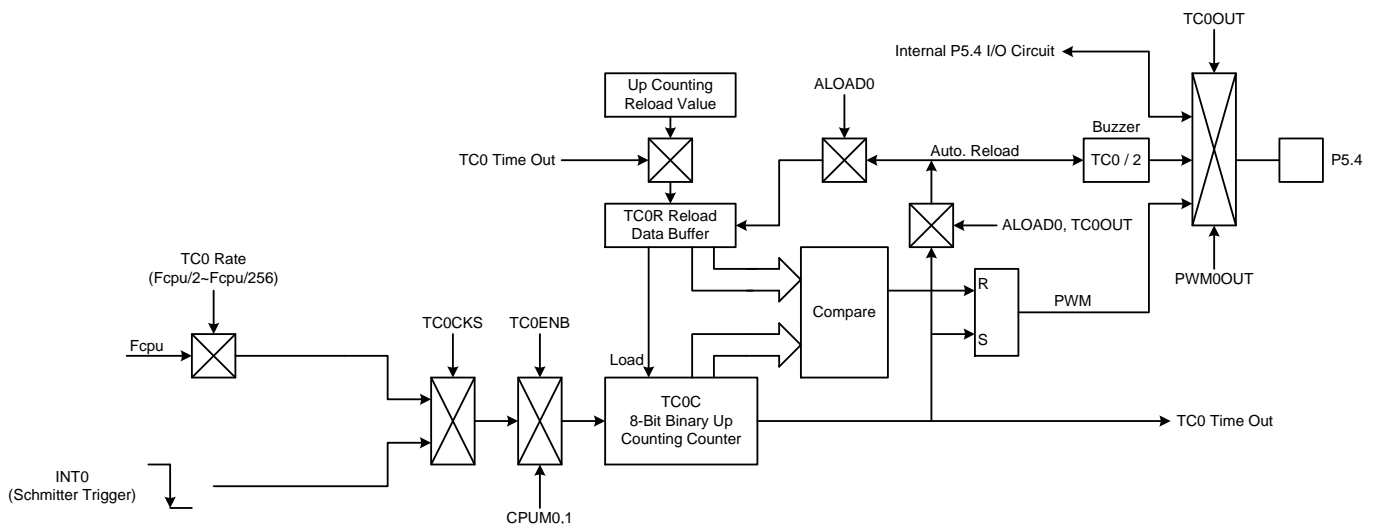 TC0OUT
Internal P5.4 I/O Circuit
Up Counting
Reload Value
ALOAD0
Buzzer
TC0 Time Out
Auto. Reload
TC0 / 2
P5.4
TC0R Reload
Data Buffer
ALOAD0, TC0OUT
TC0 Rate
(Fcpu/2~Fcpu/256)
PWM0OUT
R
PWM
Compare
TC0CKS
TC0ENB
S
Fcpu
Load
TC0C
8-Bit Binary Up
Counting Counter
TC0 Time Out
INT0
(Schmitter Trigger)
CPUM0,1